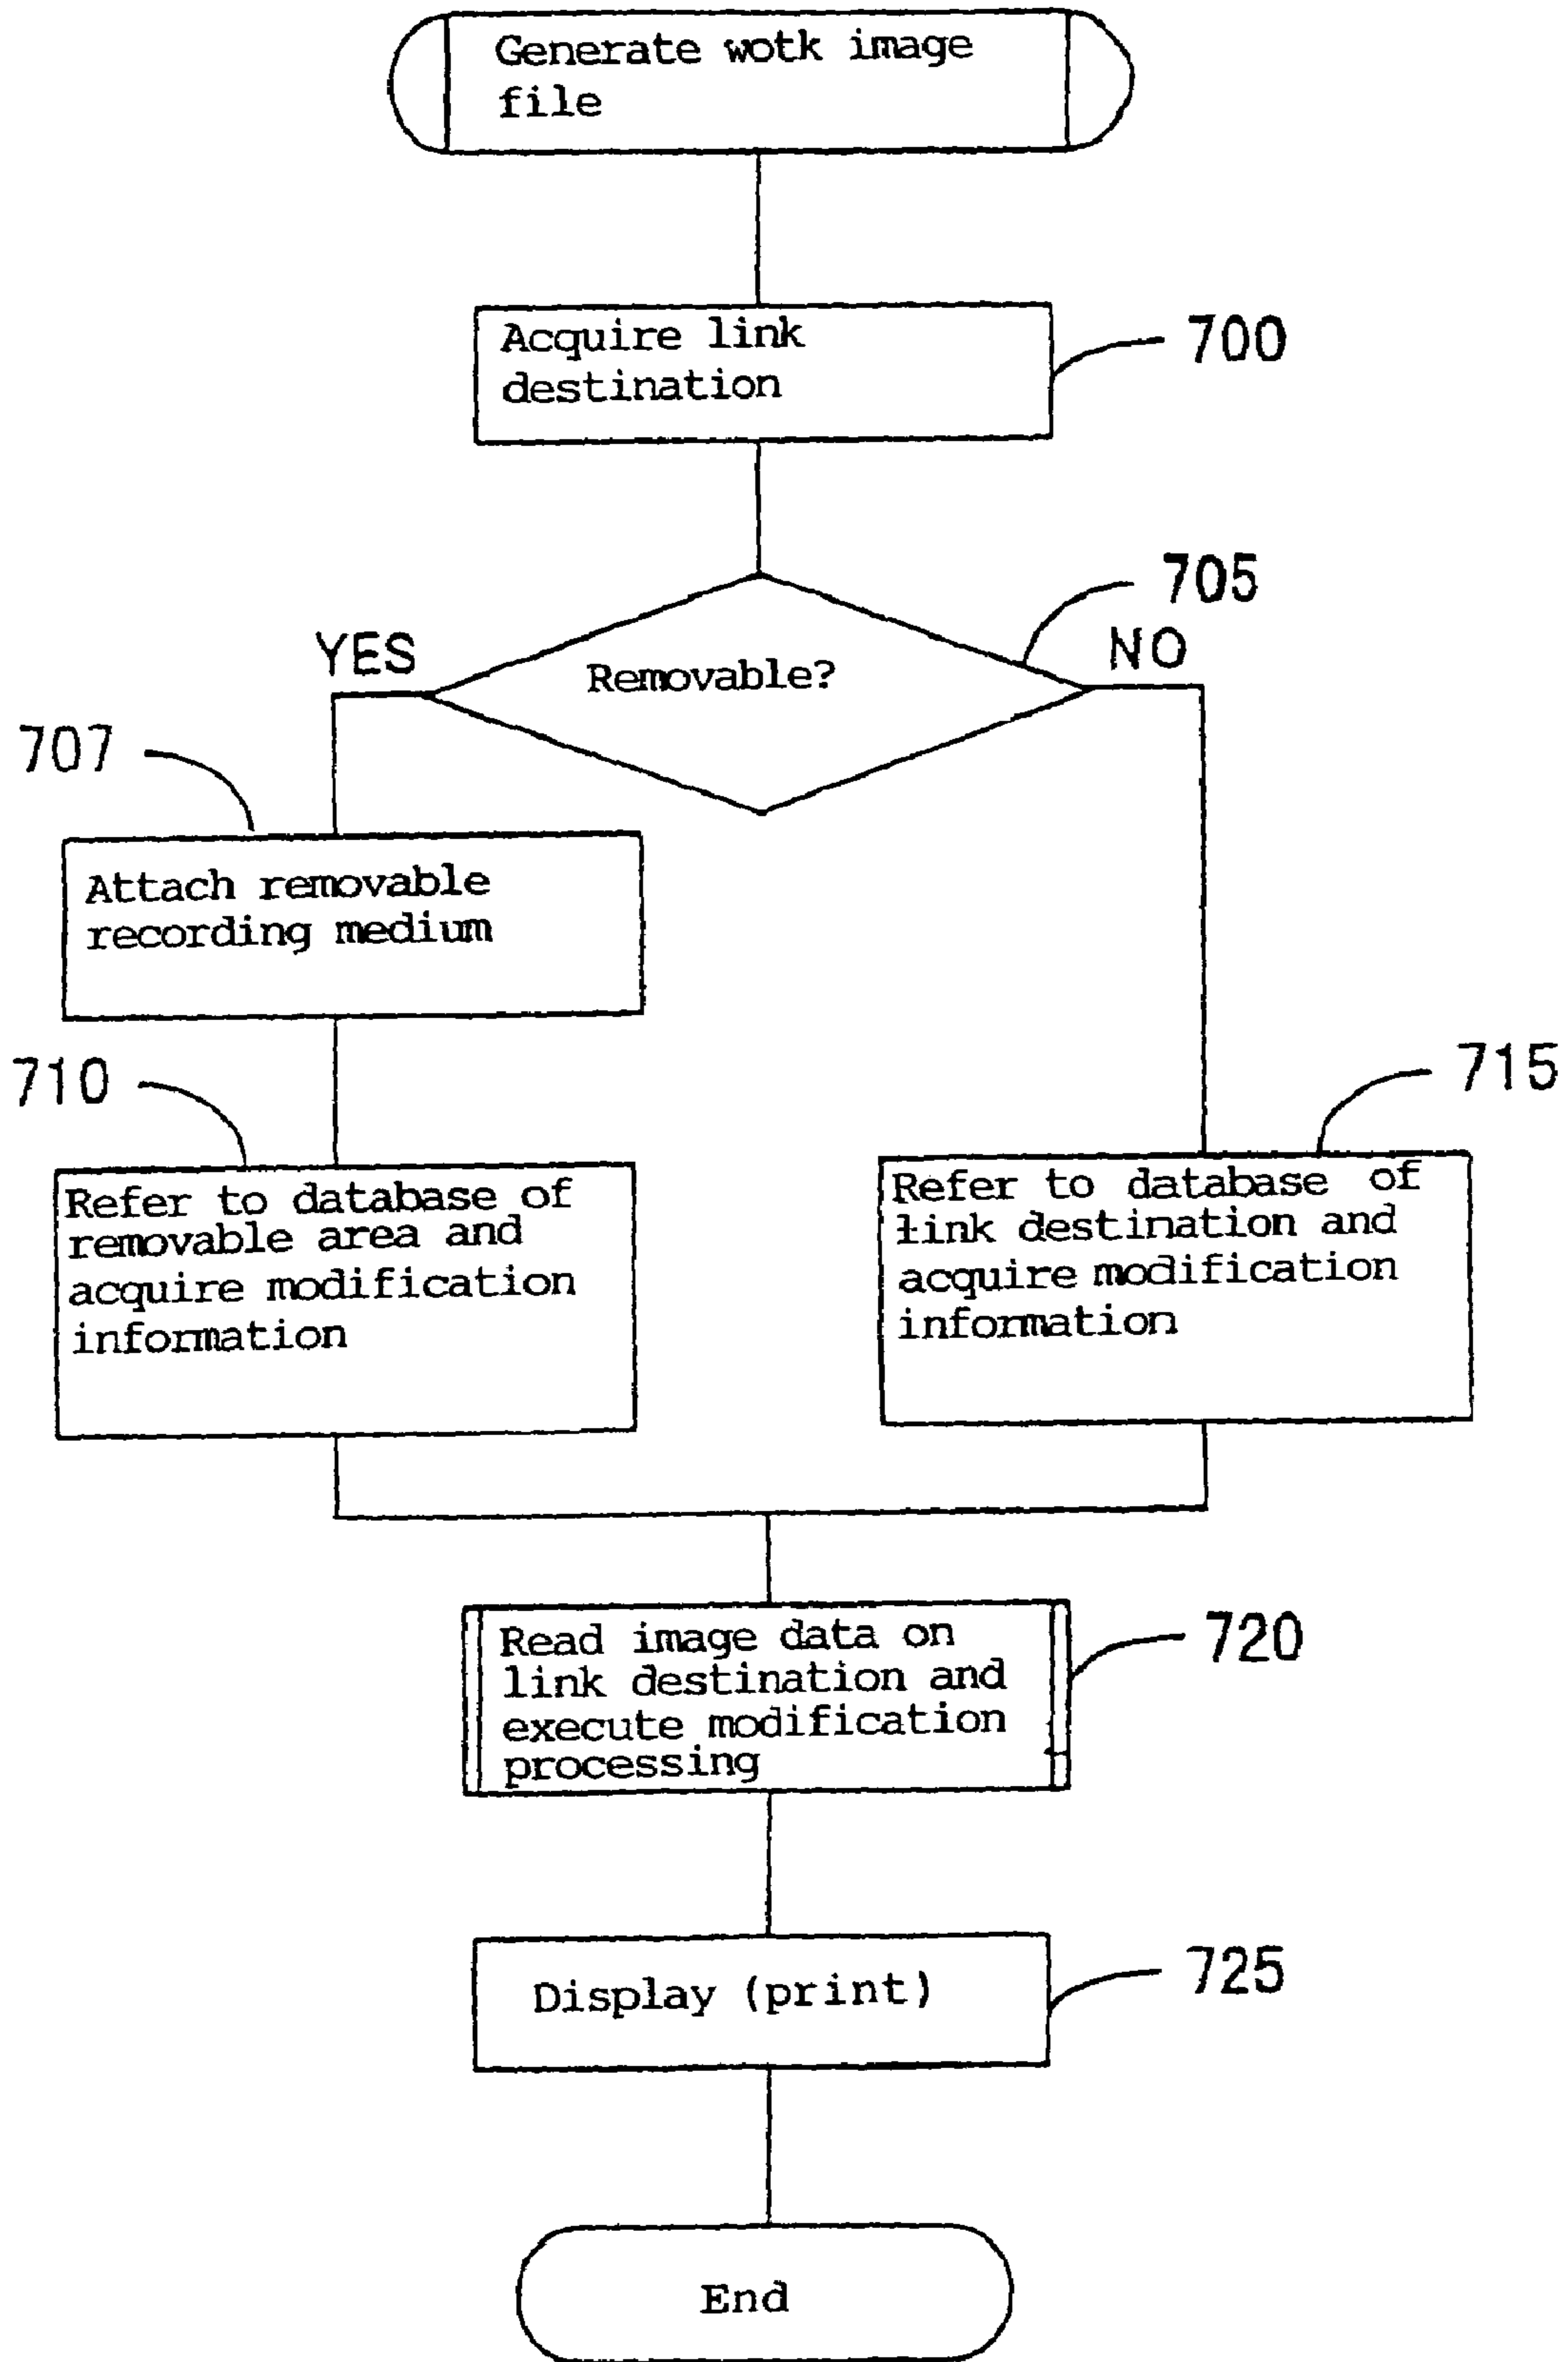 Generate wotk image
file
Acquire link
destination
700
705
YES
NO
Removable?
707
Attach removable
recording medium
710
715
Refer to database of
removable area and
acquire modification
information
Refer to database of
link destination and
acquire modification
information
Read image data on
link destination and
execute modification
processing
720
Display (print)
725
End